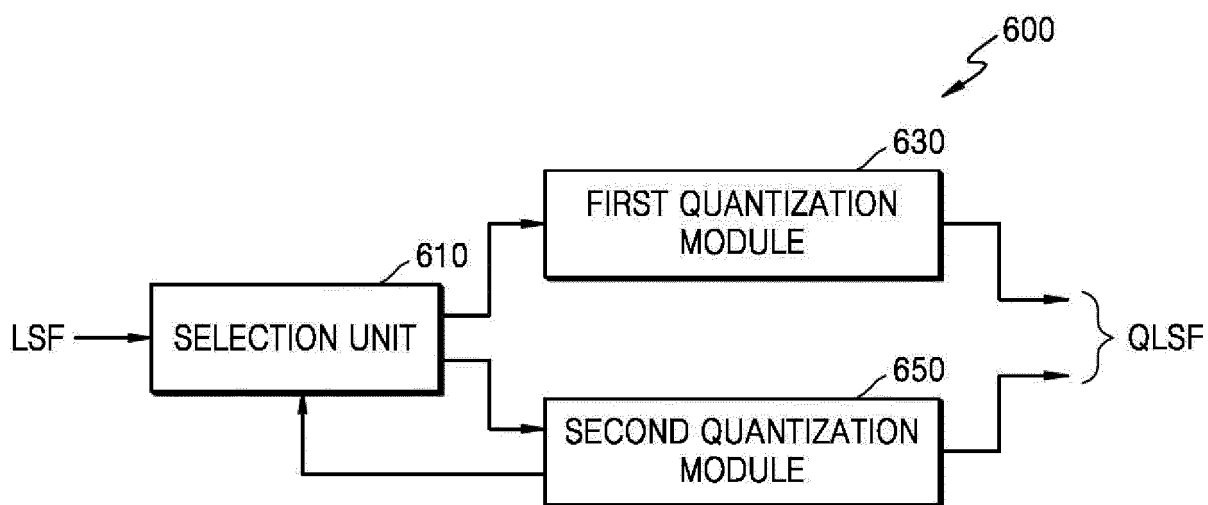 600
630
FIRST QUANTIZATION
MODULE
610
LSF
SELECTION UNIT
QLSF
650
SECOND QUANTIZATION
MODULE